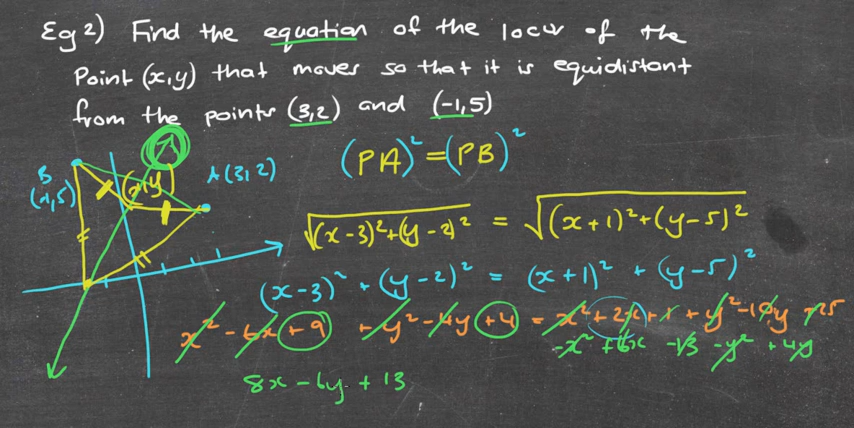 Eg 2) Find the equation of the locus of the
Point (x,y) that moves so that it is equidistant
from the points (3,2) and (-1,5)
(PA)² = (PB)²
B
(-1,5)
(x,y)
A (3,2)
√(x-3)²+(y-2)² = √(x+1)²+(y-5)²
(x-3)² + (y-2)² = (x+1)² + (y-5)²
x² - 6x + 9 + y² - 4y + 4 = x² + 2x + 1 + y² - 10y + 25
-x² + 6x - 13 - y² + 4y
8x - 6y + 13